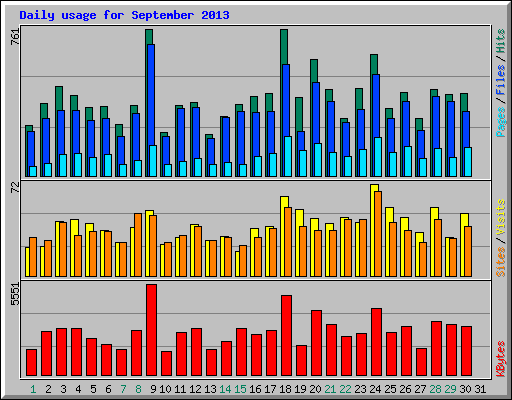 Daily usage for September 2013
761
Pages / Files / Hits
72
Sites / Visits
5551
KBytes
1 2 3 4 5 6 7 8 9 10 11 12 13 14 15 16 17 18 19 20 21 22 23 24 25 26 27 28 29 30 31